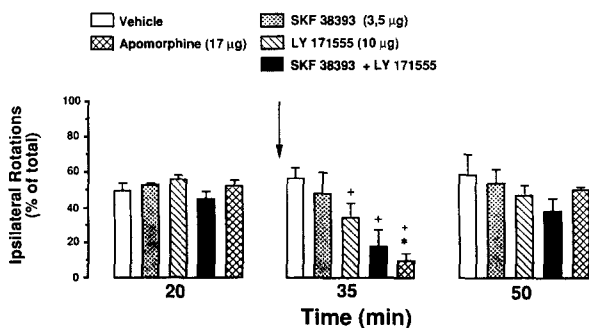 Vehicle
SKF 38393 (3,5 µg)
Apomorphine (17 µg)
LY 171555 (10 µg)
SKF 38393 + LY 171555
Ipsilateral Rotations
(% of total)
100
80
60
40
20
0
+
+
+
*
20
35
50
Time (min)